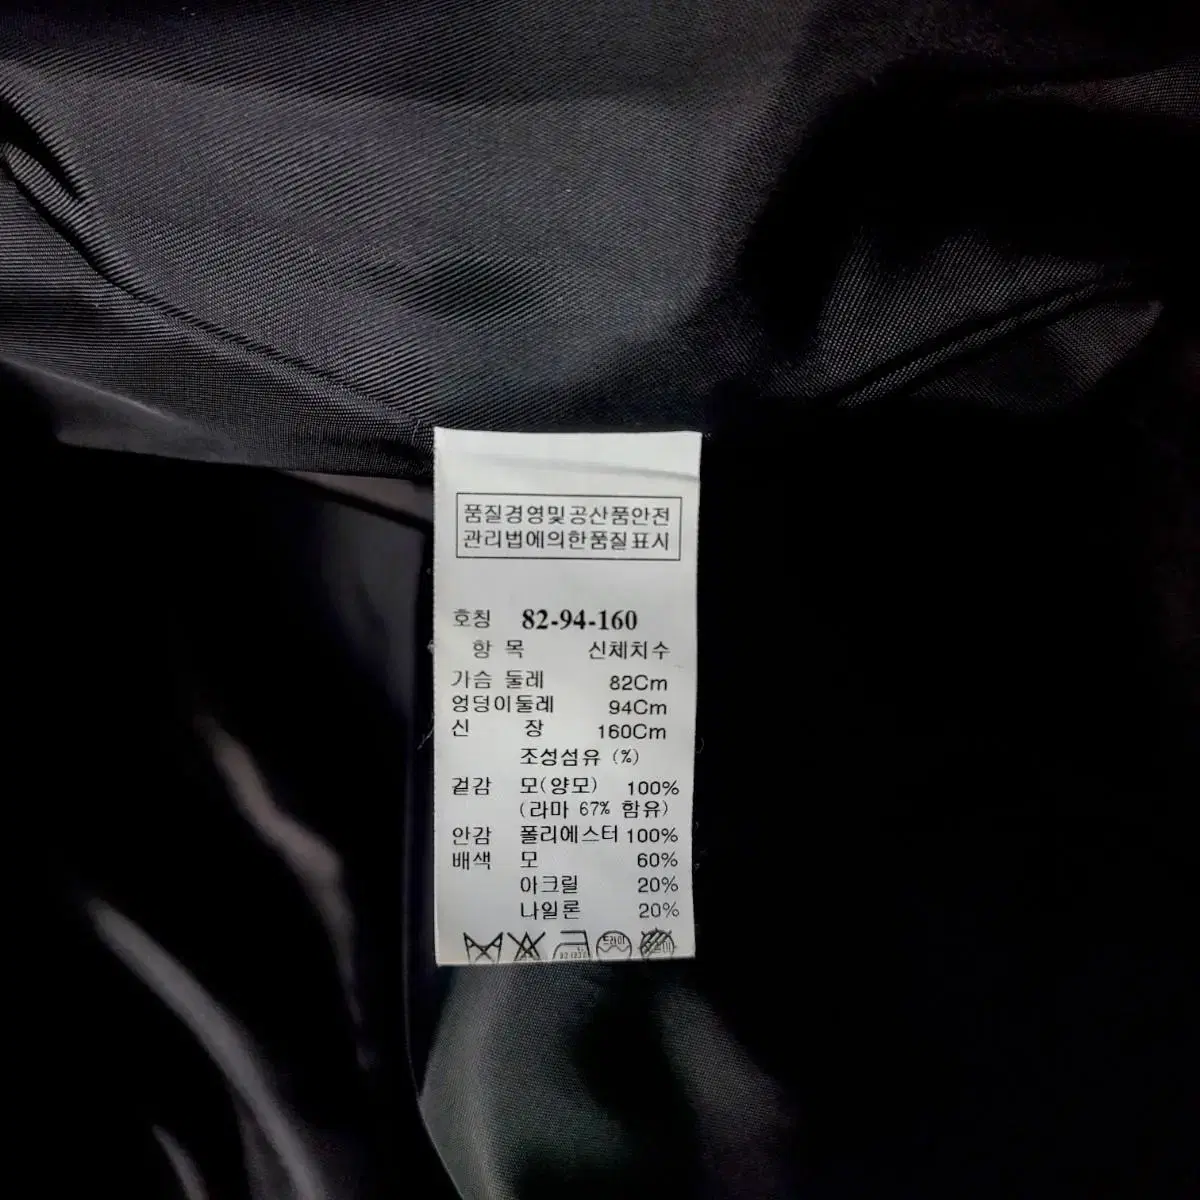 품질경영및공산품안전
관리법에의한품질표시
호칭 82-94-160
항 목 신체치수
가슴 둘레 82Cm
엉덩이둘레 94Cm
신 장 160Cm
조성섬유 (%)
겉감 모(양모) 100%
(라마 67% 함유)
안감 폴리에스터 100%
배색 모 60%
아크릴 20%
나일론 20%
드라이